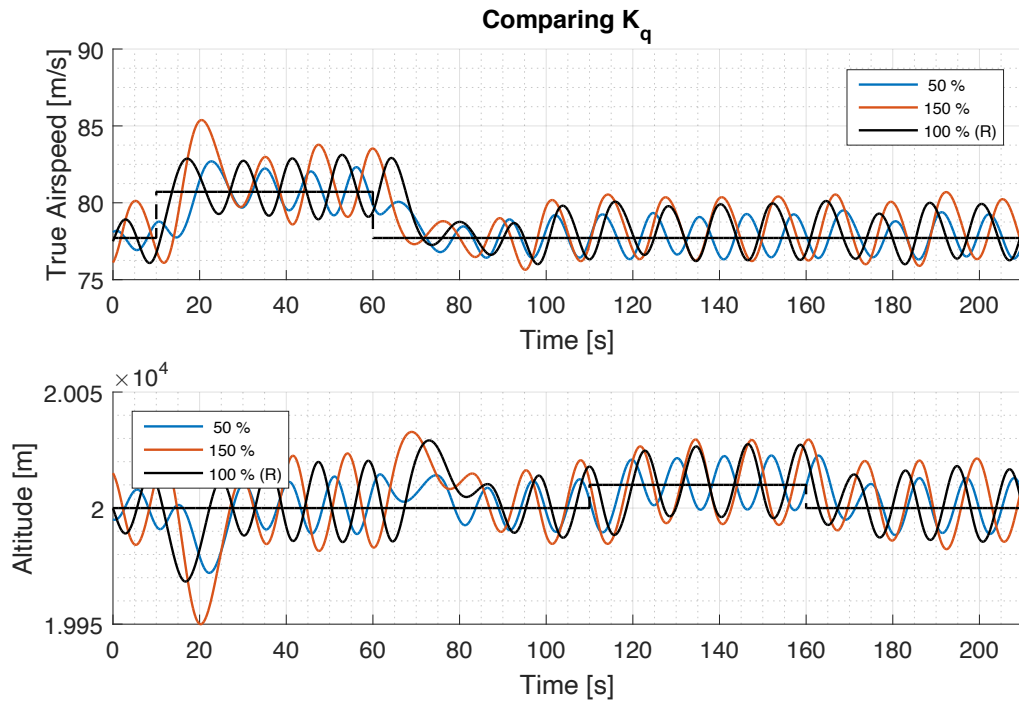 Comparing K_q
90
85
80
75
True Airspeed [m/s]
50 %
150 %
100 % (R)
0 20 40 60 80 100 120 140 160 180 200
Time [s]
×10^4
2.005
2
1.995
Altitude [m]
50 %
150 %
100 % (R)
0 20 40 60 80 100 120 140 160 180 200
Time [s]